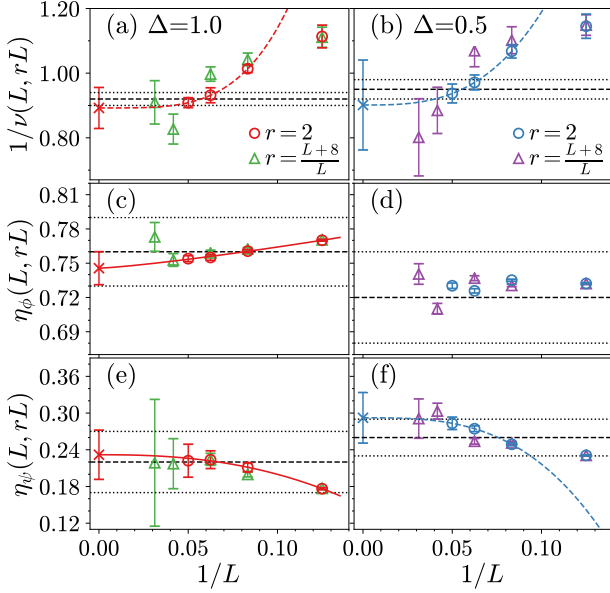 (a) Δ=1.0
(b) Δ=0.5
1/ν(L, rL)
1.20
1.00
0.80
r = 2
r = L+8/L
r = 2
r = L+8/L
(c)
(d)
η_ϕ(L, rL)
0.81
0.78
0.75
0.72
0.69
(e)
(f)
η_ψ(L, rL)
0.36
0.30
0.24
0.18
0.12
0.00 0.05 0.10
0.00 0.05 0.10
1/L
1/L